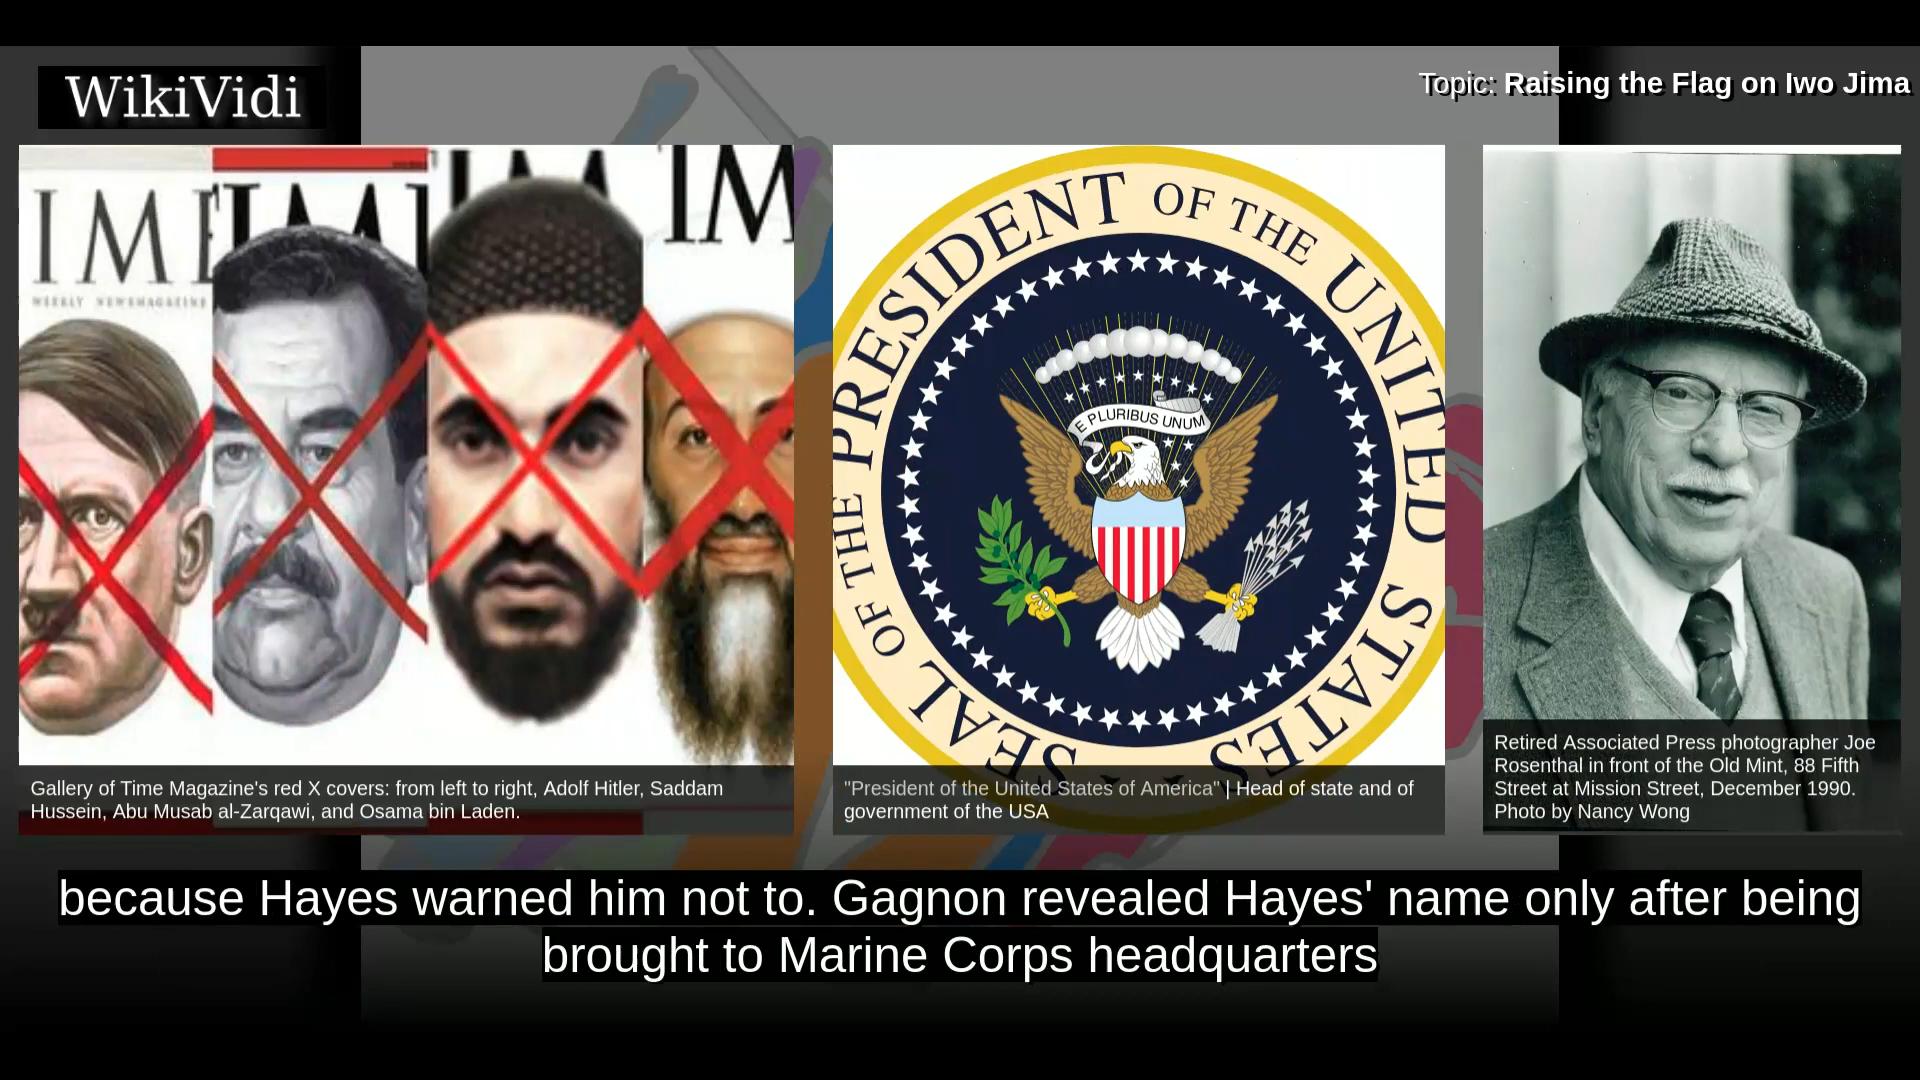 WikiVidi
Topic: Raising the Flag on Iwo Jima
IME
WEEKLY NEWSMAGAZINE
IM
SEAL OF THE PRESIDENT OF THE UNITED STATES
E PLURIBUS UNUM
Gallery of Time Magazine's red X covers: from left to right, Adolf Hitler, Saddam
Hussein, Abu Musab al-Zarqawi, and Osama bin Laden.
"President of the United States of America" | Head of state and of
government of the USA
Retired Associated Press photographer Joe
Rosenthal in front of the Old Mint, 88 Fifth
Street at Mission Street, December 1990.
Photo by Nancy Wong
because Hayes warned him not to. Gagnon revealed Hayes' name only after being
brought to Marine Corps headquarters